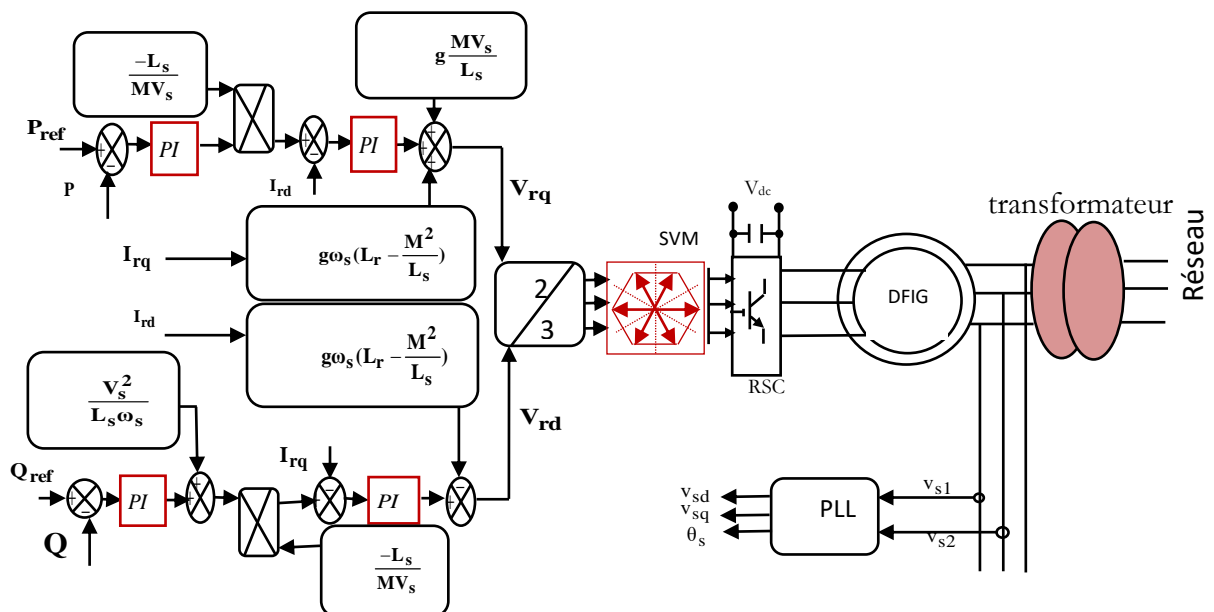 −Ls
MVs
g MVs
Ls
Pref
+
−
PI
+
−
PI
+
+
+
P
Ird
Vrq
Irq
gωs(Lr − M²
Ls)
Ird
gωs(Lr − M²
Ls)
Vs²
Lsωs
2
3
SVM
Vdc
RSC
DFIG
transformateur
Réseau
Vrd
Qref
+
−
PI
+
+
Irq
−
+
PI
−
+
Q
−Ls
MVs
vsd
vsq
θs
PLL
vs1
vs2